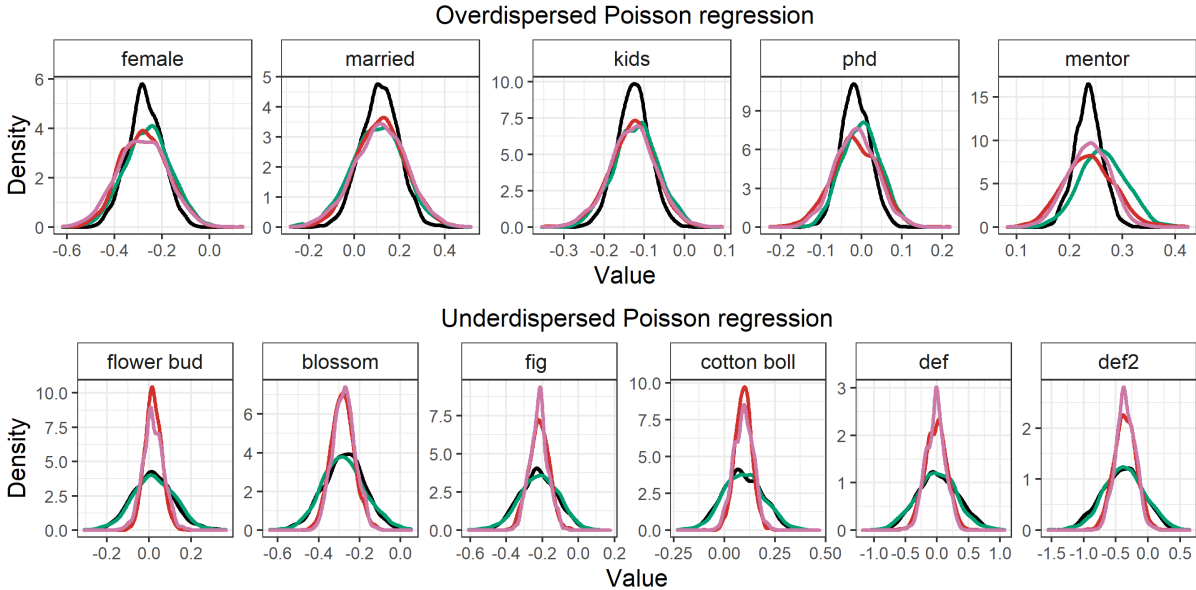 Overdispersed Poisson regression
female married kids phd mentor
6 4 2 0
5 4 3 2 1 0
10.0 7.5 5.0 2.5 0.0
9 6 3 0
15 10 5 0
Density
-0.6 -0.4 -0.2 0.0
-0.2 0.0 0.2 0.4
-0.3 -0.2 -0.1 0.0 0.1
-0.2 -0.1 0.0 0.1 0.2
0.1 0.2 0.3 0.4
Value
Underdispersed Poisson regression
flower bud blossom fig cotton boll def def2
10.0 7.5 5.0 2.5 0.0
6 4 2 0
7.5 5.0 2.5 0.0
10.0 7.5 5.0 2.5 0.0
3 2 1 0
2 1 0
Density
-0.2 0.0 0.2
-0.6 -0.4 -0.2 0.0
-0.6 -0.4 -0.2 0.0 0.2
-0.25 0.00 0.25 0.50
-1.0 -0.5 0.0 0.5 1.0
-1.5 -1.0 -0.5 0.0 0.5
Value